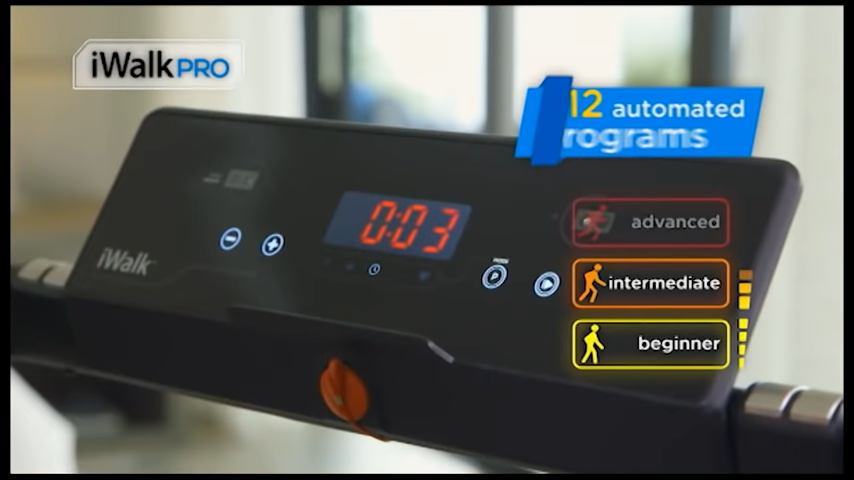 iWalk PRO
12 automated
rograms
0:03
iWalk
P
advanced
intermediate
beginner